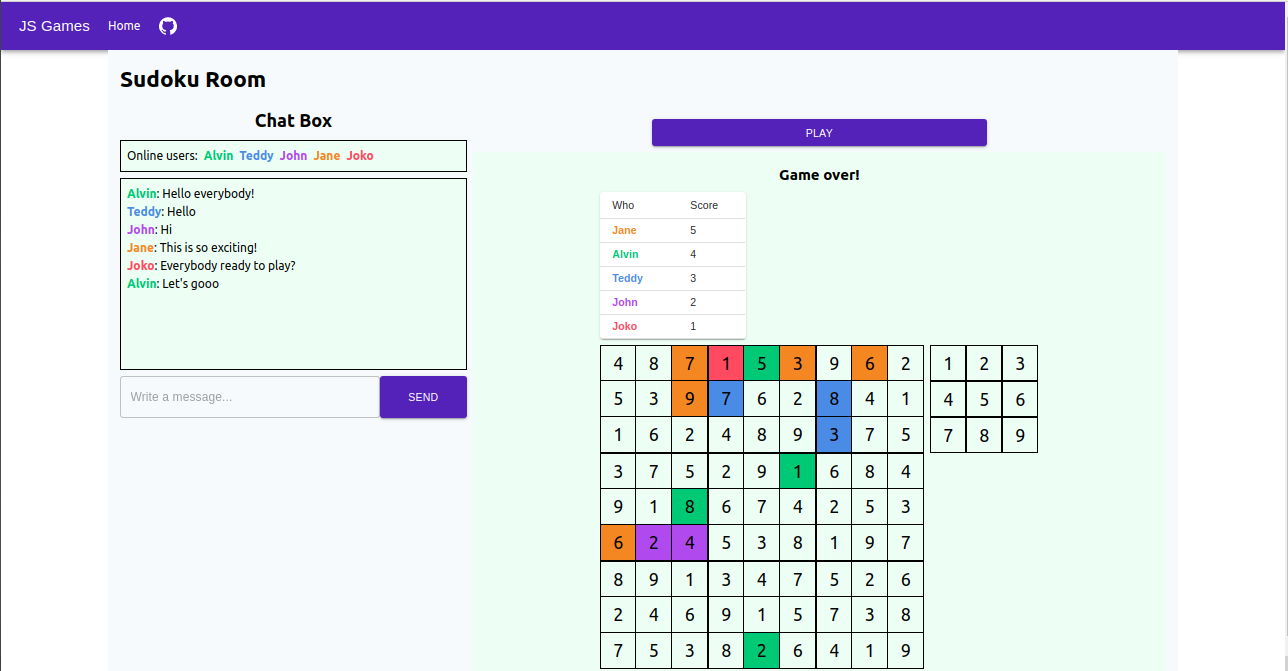 JS Games Home
Sudoku Room
Chat Box
Online users: Alvin Teddy John Jane Joko
Alvin: Hello everybody!
Teddy: Hello
John: Hi
Jane: This is so exciting!
Joko: Everybody ready to play?
Alvin: Let's gooo
Write a message...
SEND
PLAY
Game over!
Who Score
Jane 5
Alvin 4
Teddy 3
John 2
Joko 1
4 8 7 1 5 3 9 6 2
5 3 9 7 6 2 8 4 1
1 6 2 4 8 9 3 7 5
3 7 5 2 9 1 6 8 4
9 1 8 6 7 4 2 5 3
6 2 4 5 3 8 1 9 7
8 9 1 3 4 7 5 2 6
2 4 6 9 1 5 7 3 8
7 5 3 8 2 6 4 1 9
1 2 3
4 5 6
7 8 9